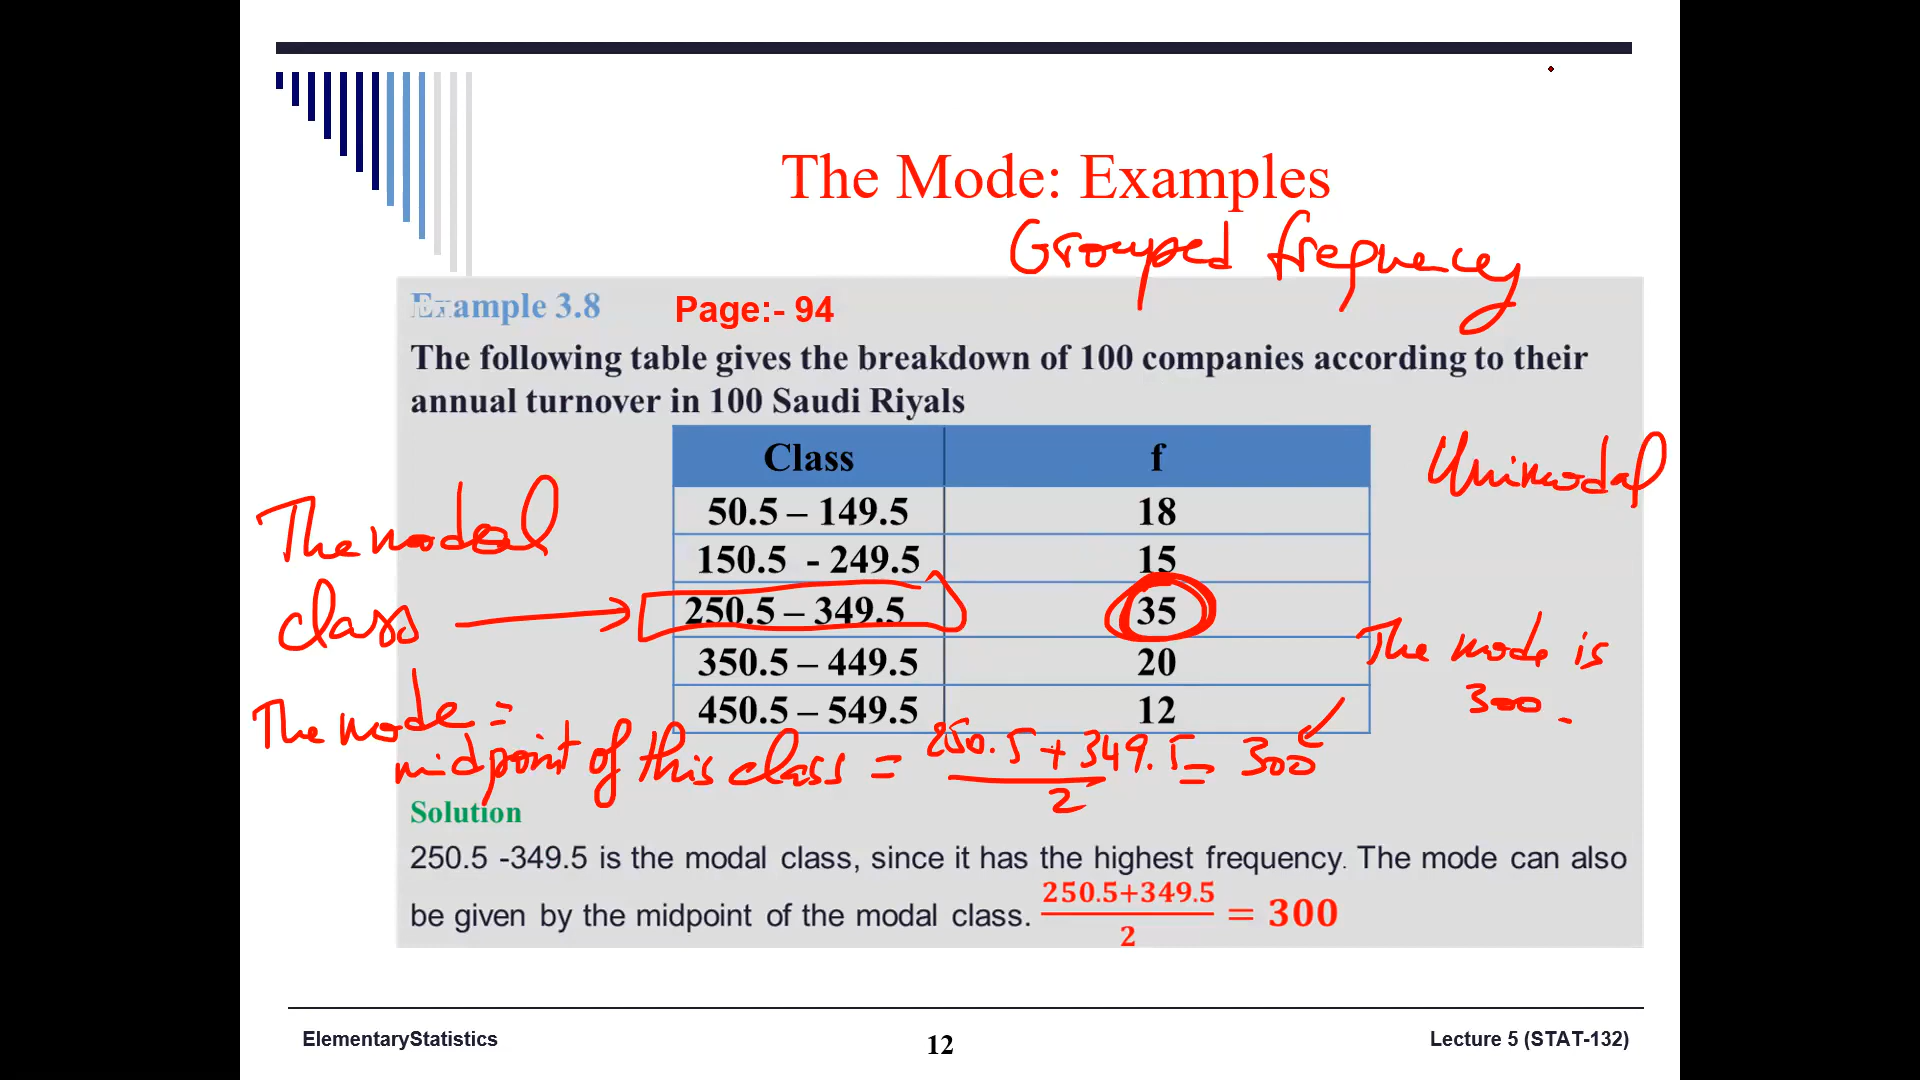 The Mode: Examples
Grouped frequency
Example 3.8 Page:- 94
The following table gives the breakdown of 100 companies according to their
annual turnover in 100 Saudi Riyals
Class f
50.5 – 149.5 18
150.5 - 249.5 15
250.5 – 349.5 35
350.5 – 449.5 20
450.5 – 549.5 12
Unimodal
The modal
class
The mode is
300
The mode =
midpoint of this class = 250.5 + 349.5 / 2 = 300
Solution
250.5 -349.5 is the modal class, since it has the highest frequency. The mode can also
be given by the midpoint of the modal class. 250.5+349.5 / 2 = 300
ElementaryStatistics 12 Lecture 5 (STAT-132)